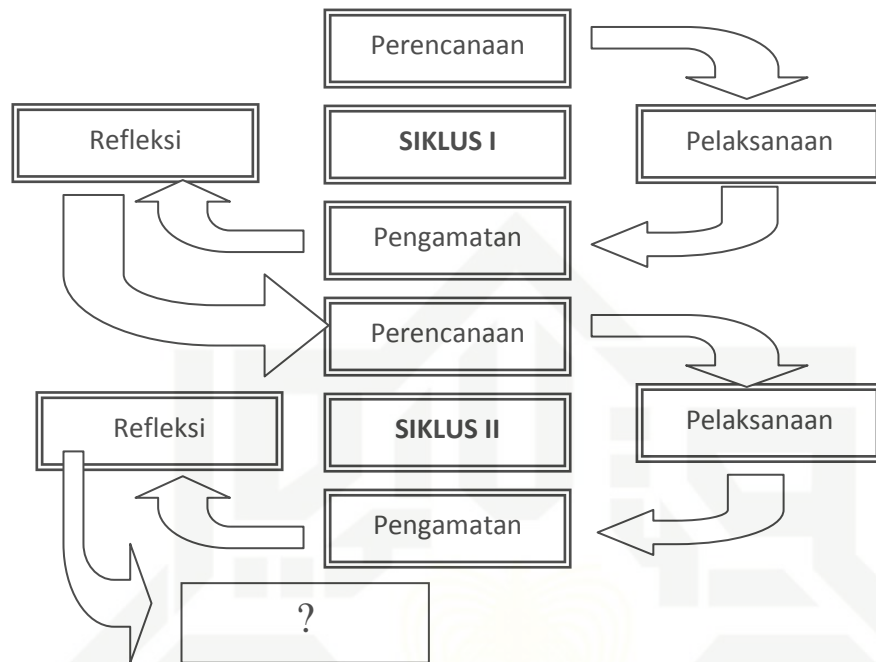 Perencanaan
Refleksi
SIKLUS I
Pelaksanaan
Pengamatan
Perencanaan
Refleksi
SIKLUS II
Pelaksanaan
Pengamatan
?